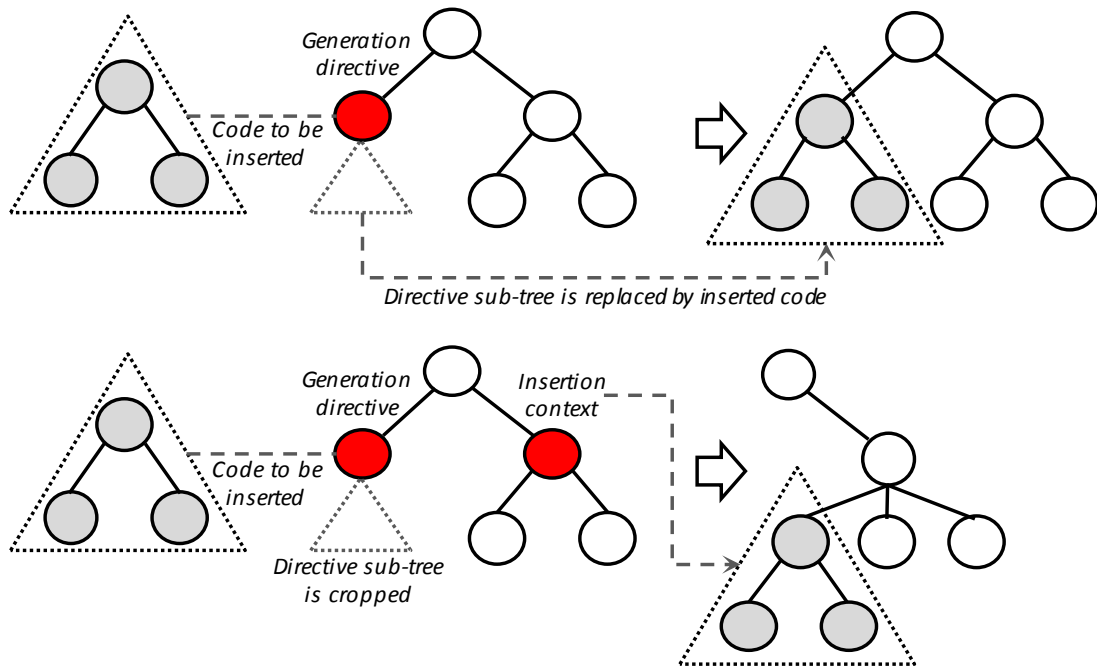 Generation
directive
Code to be
inserted
Directive sub-tree is replaced by inserted code
Generation
directive
Insertion
context
Code to be
inserted
Directive sub-tree
is cropped